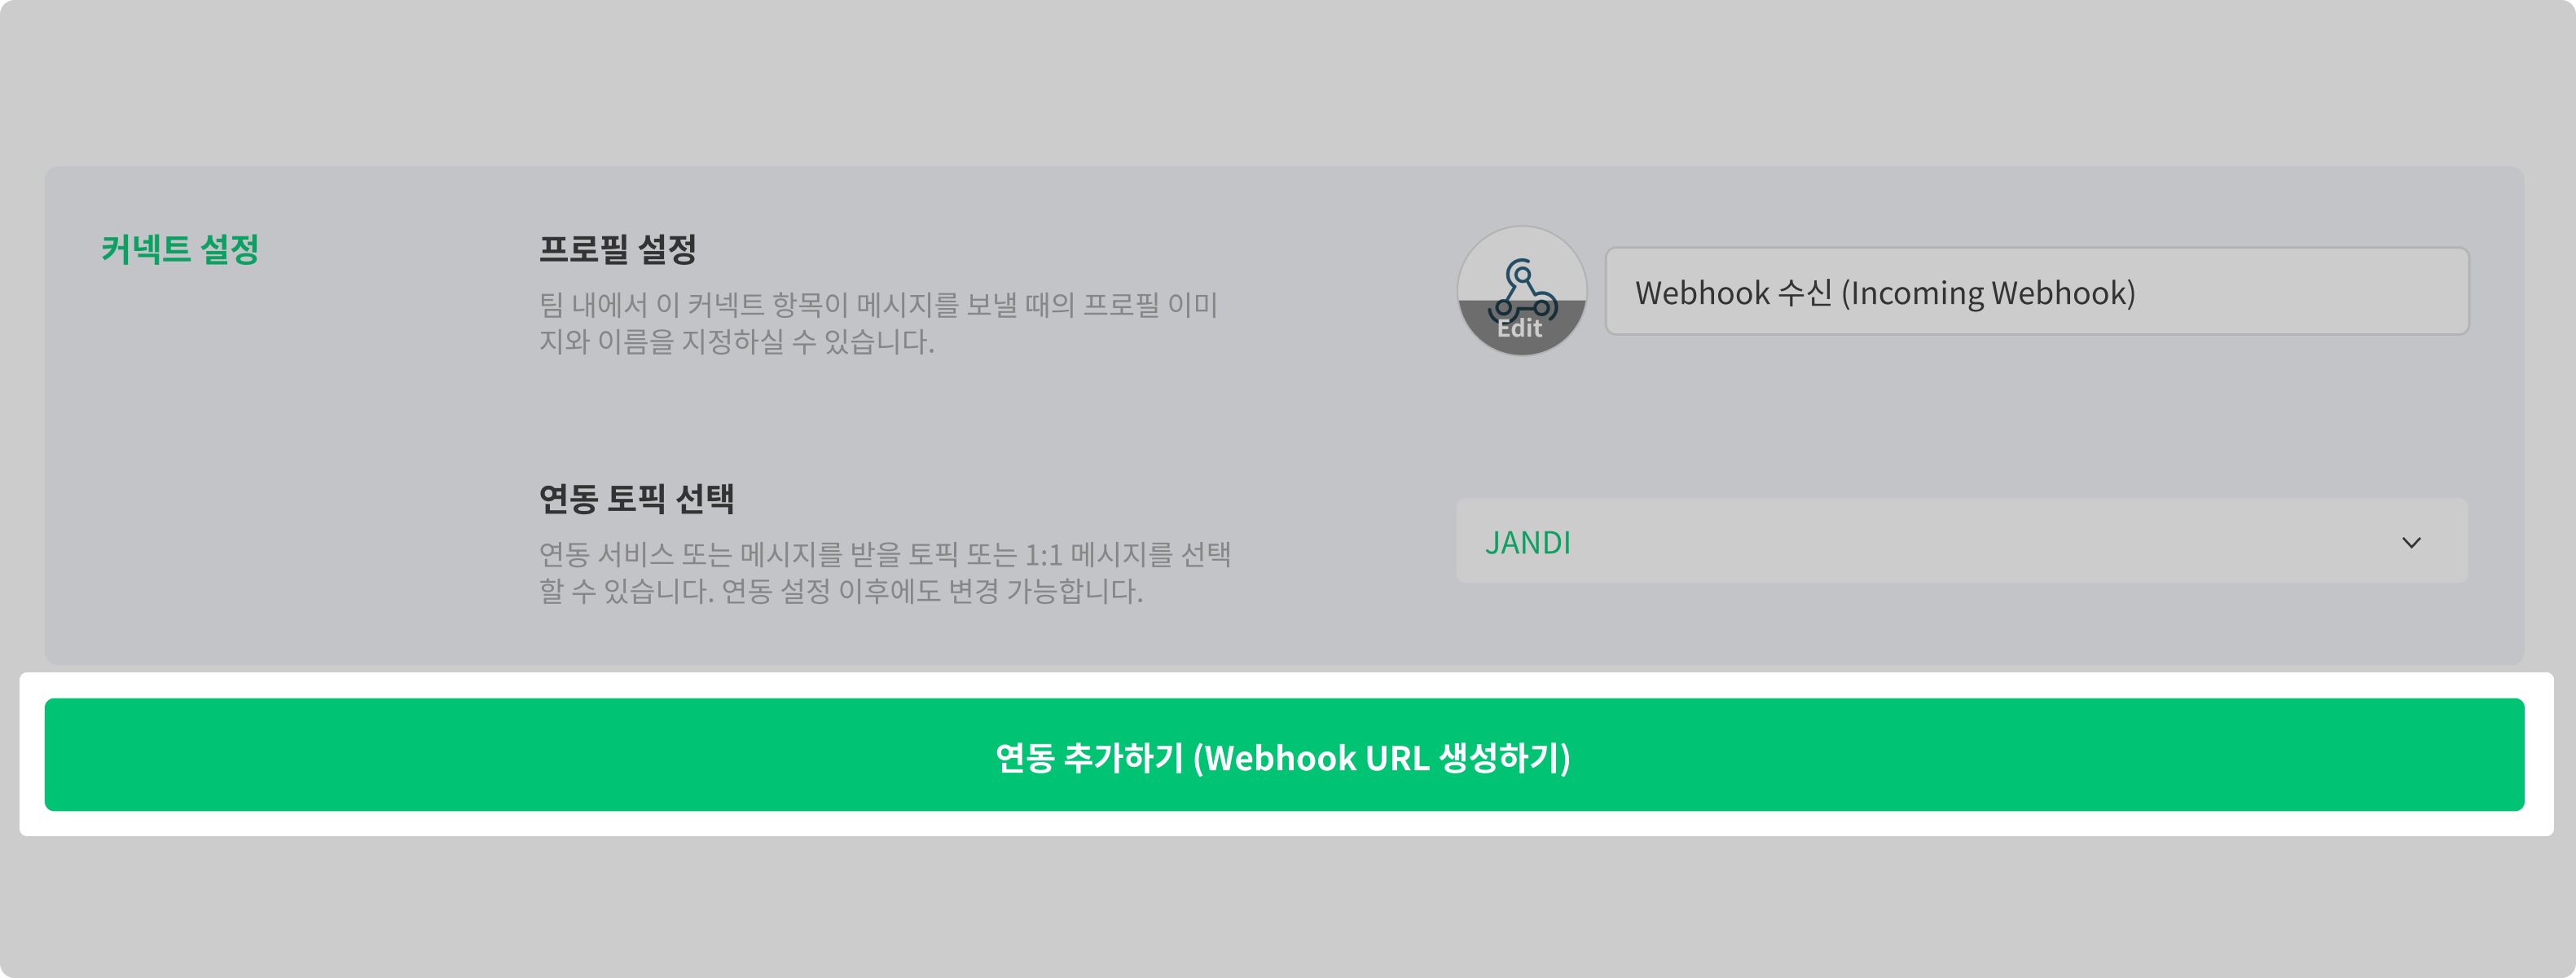 커넥트 설정
프로필 설정
팀 내에서 이 커넥트 항목이 메시지를 보낼 때의 프로필 이미
지와 이름을 지정하실 수 있습니다.
Edit
Webhook 수신 (Incoming Webhook)
연동 토픽 선택
연동 서비스 또는 메시지를 받을 토픽 또는 1:1 메시지를 선택
할 수 있습니다. 연동 설정 이후에도 변경 가능합니다.
JANDI
연동 추가하기 (Webhook URL 생성하기)